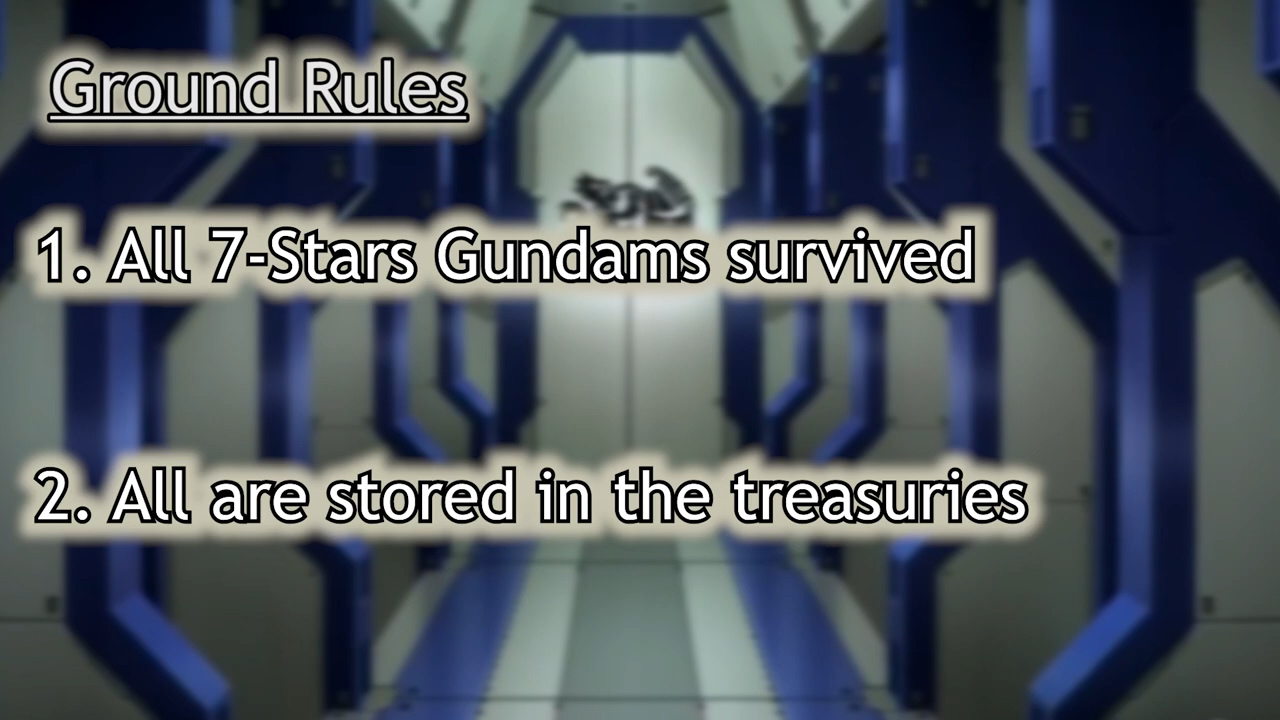 Ground Rules
1. All 7-Stars Gundams survived
2. All are stored in the treasuries